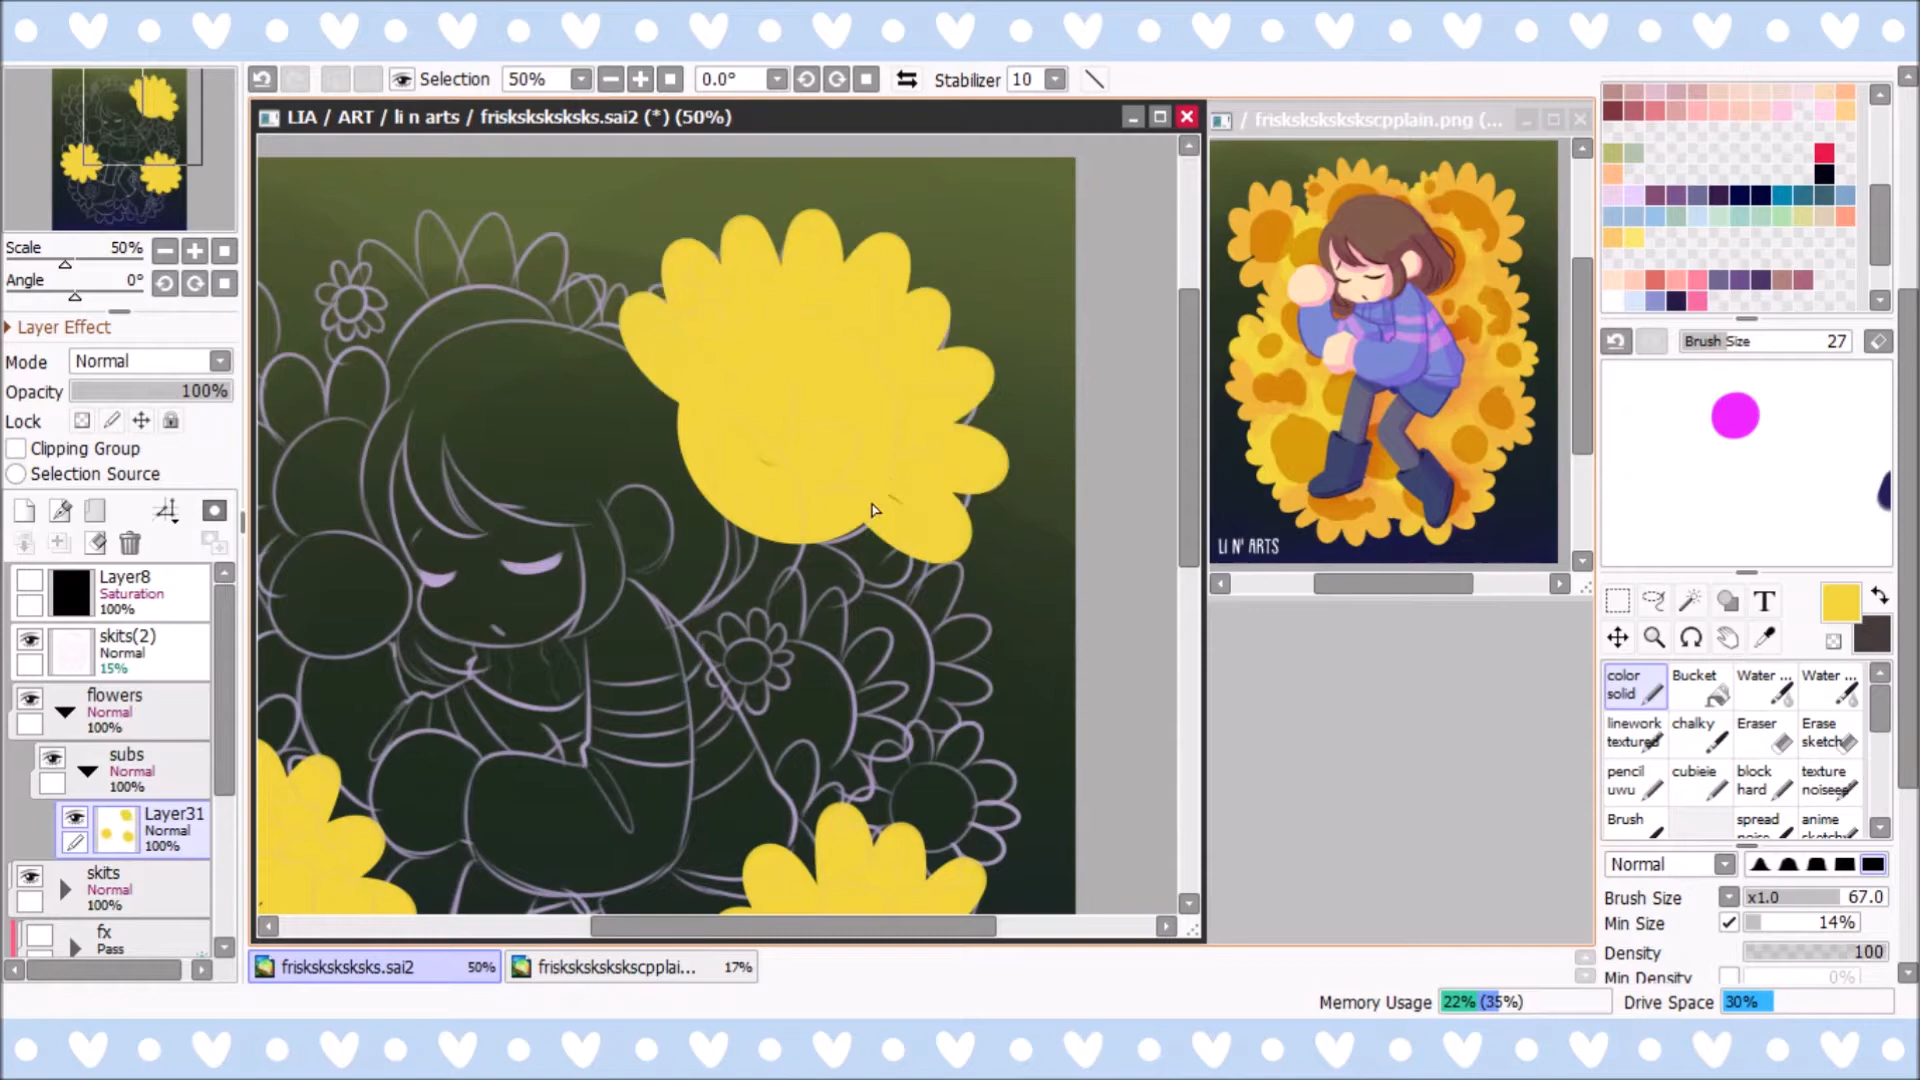 Selection 50% 0.0° Stabilizer 10
LIA / ART / li n arts / frisksksksksks.sai2 (*) (50%)
/ friskskskskskscpplain.png (...
Scale 50%
Angle 0°
Layer Effect
Mode Normal
Opacity 100%
Lock
Clipping Group
Selection Source
Layer8
Saturation
100%
skits(2)
Normal
15%
flowers
Normal
100%
subs
Normal
100%
Layer31
Normal
100%
skits
Normal
100%
fx
Pass
LI N' ARTS
frisksksksksks.sai2 50%
friskskskskskscpplai... 17%
Brush Size 27
T
color solid
Bucket
Water ...
Water ...
linework textured
chalky
Eraser
Erase sketch
pencil uwu
cubieie
block hard
texture noiseee
Brush
spread
anime
Normal
Brush Size x1.0 67.0
Min Size 14%
Density 100
Min Density 0%
Memory Usage 22% (35%) Drive Space 30%